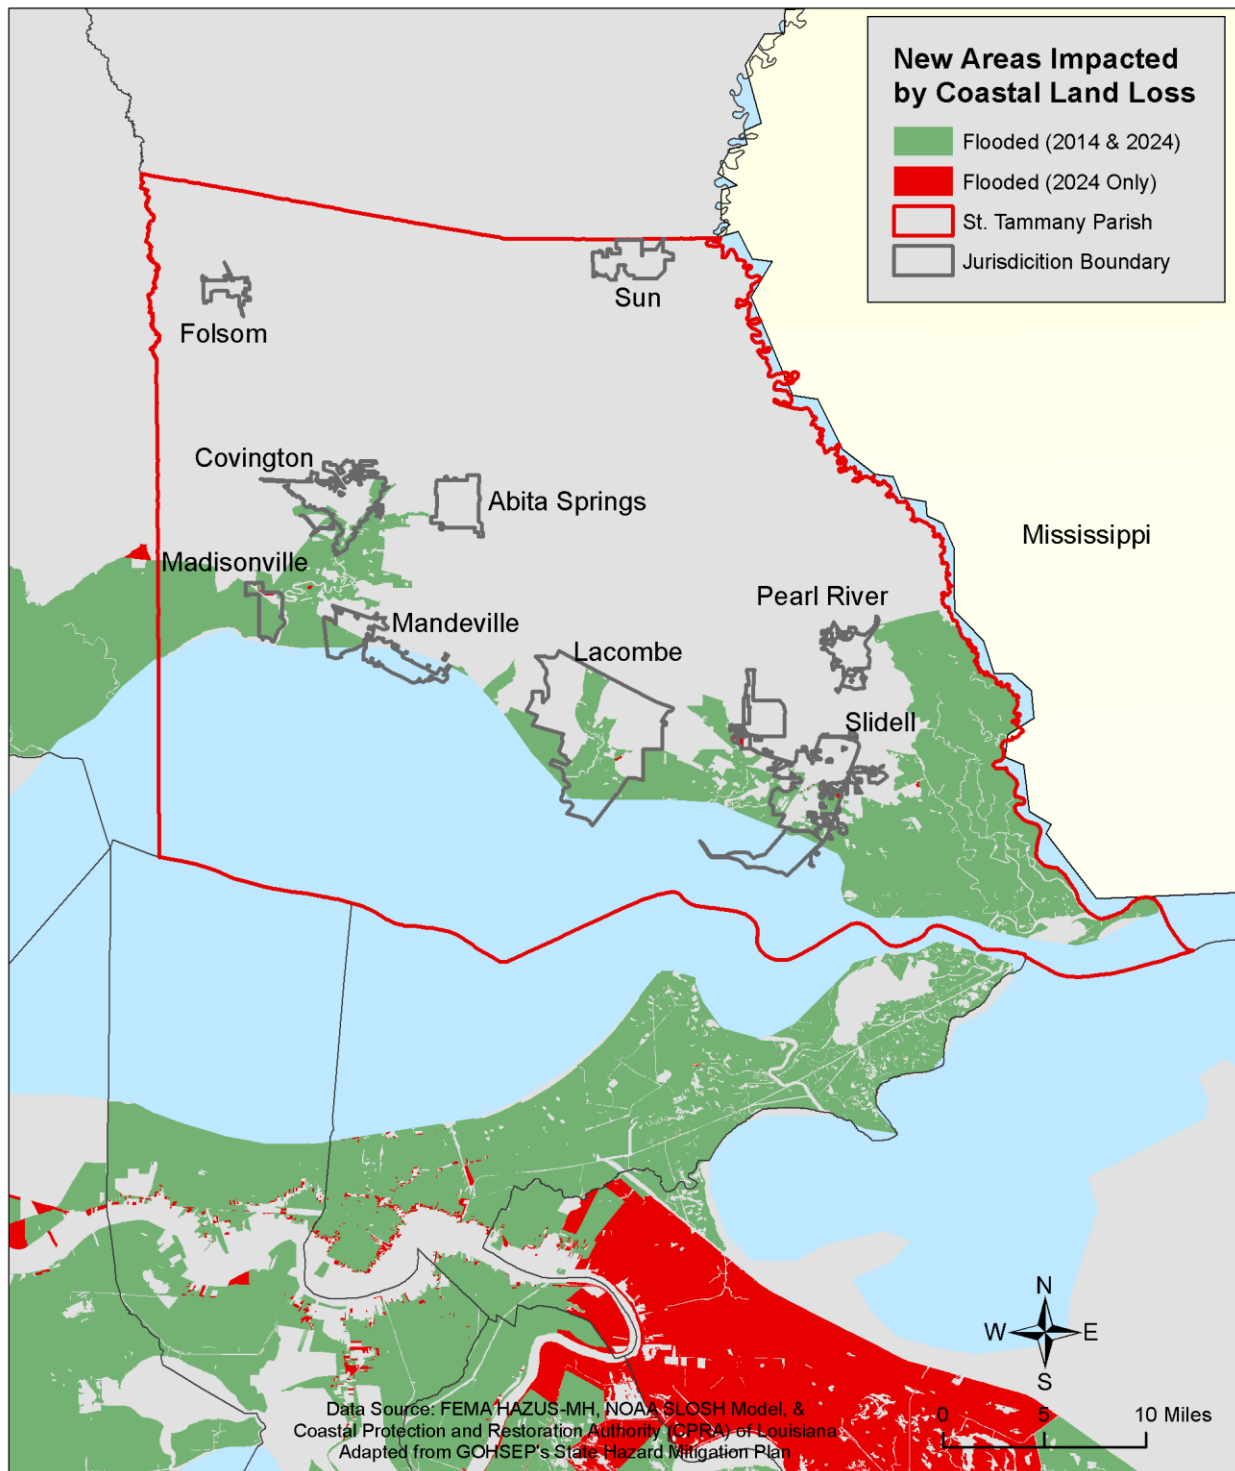 New Areas Impacted
by Coastal Land Loss
Flooded (2014 & 2024)
Flooded (2024 Only)
St. Tammany Parish
Jurisdicition Boundary
Sun
Folsom
Covington
Abita Springs
Mississippi
Madisonville
Pearl River
Mandeville
Lacombe
Slidell
N
W E
S
Data Source: FEMA HAZUS-MH, NOAA SLOSH Model, &
Coastal Protection and Restoration Authority (CPRA) of Louisiana
Adapted from GOHSEP's State Hazard Mitigation Plan
0 5 10 Miles